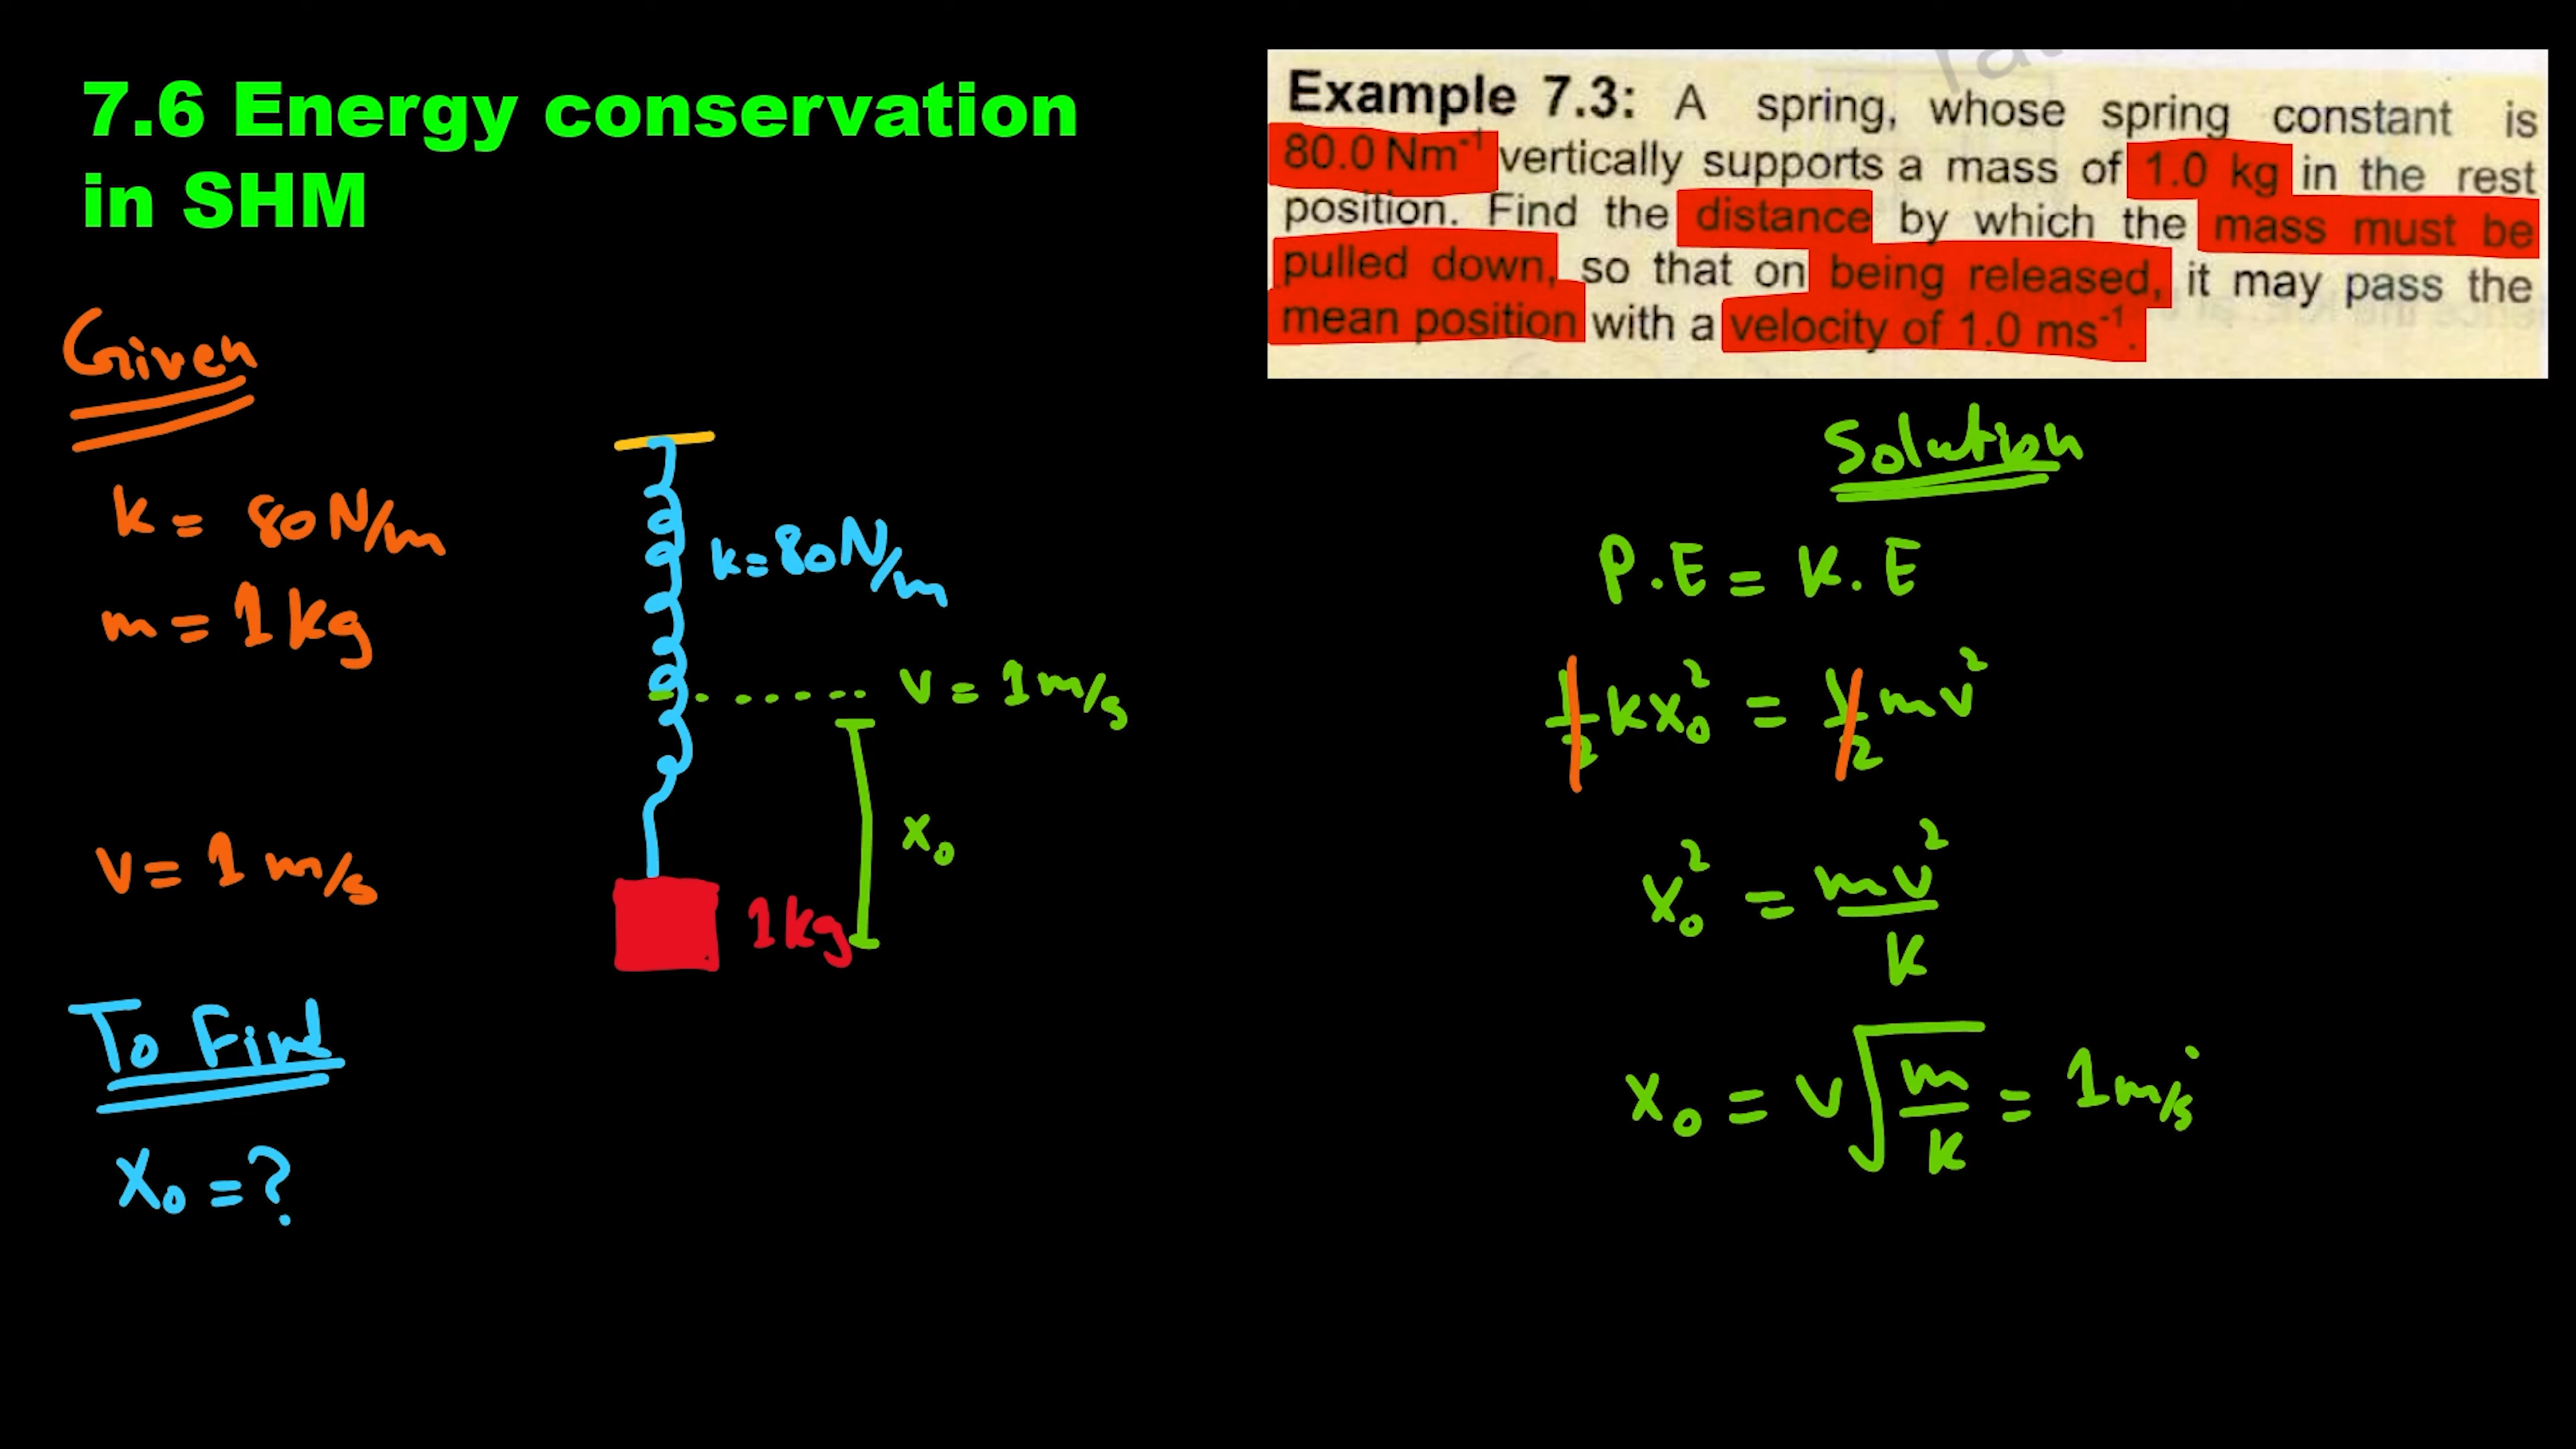 7.6 Energy conservation
in SHM
Example 7.3: A spring, whose spring constant is
80.0 Nm⁻¹ vertically supports a mass of 1.0 kg in the rest
position. Find the distance by which the mass must be
pulled down, so that on being released, it may pass the
mean position with a velocity of 1.0 ms⁻¹.
Given
k = 80 N/m
m = 1 kg
v = 1 m/s
To Find
x₀ = ?
k = 80 N/m
v = 1 m/s
x₀
1 kg
Solution
P.E = K.E
1/2 kx₀² = 1/2 mv²
x₀² = mv²/k
x₀ = v√(m/k) = 1 m/s